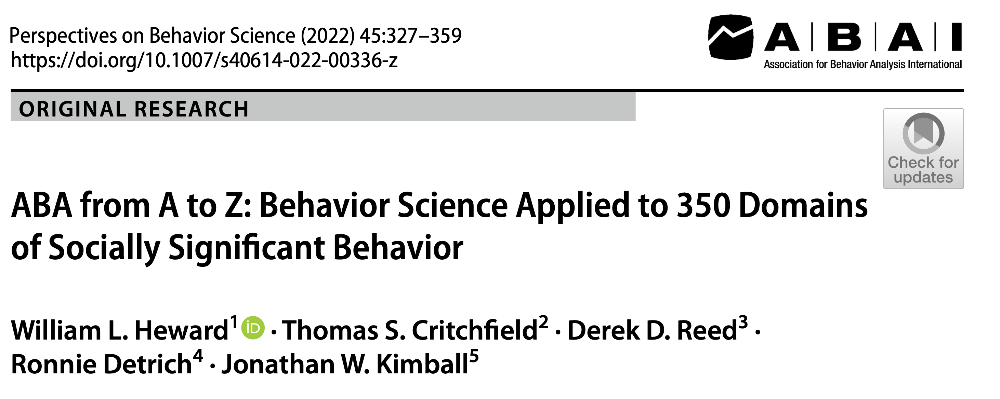 Perspectives on Behavior Science (2022) 45:327–359
https://doi.org/10.1007/s40614-022-00336-z
A|B|A|I
Association for Behavior Analysis International
ORIGINAL RESEARCH
Check for
updates
ABA from A to Z: Behavior Science Applied to 350 Domains
of Socially Significant Behavior
William L. Heward1 iD · Thomas S. Critchfield2 · Derek D. Reed3 ·
Ronnie Detrich4 · Jonathan W. Kimball5